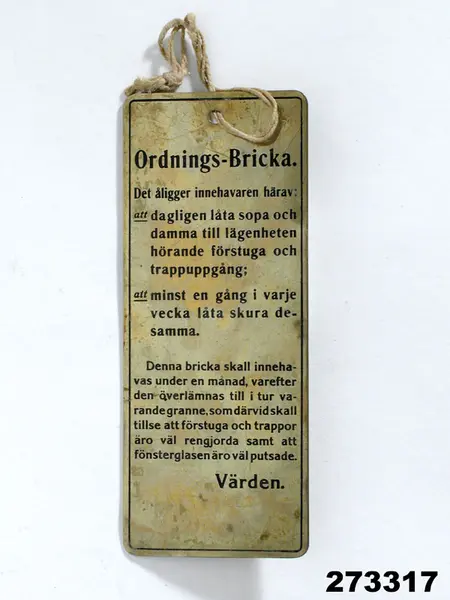 Ordnings-Bricka.
Det åligger innehavaren härav:
att dagligen låta sopa och
damma till lägenheten
hörande förstuga och
trappuppgång;
att minst en gång i varje
vecka låta skura de-
samma.
Denna bricka skall inneha-
vas under en månad, varefter
den överlämnas till i tur va-
rande granne, som därvid skall
tillse att förstuga och trappor
äro väl rengjorda samt att
fönsterglasen äro väl putsade.
Värden.
273317